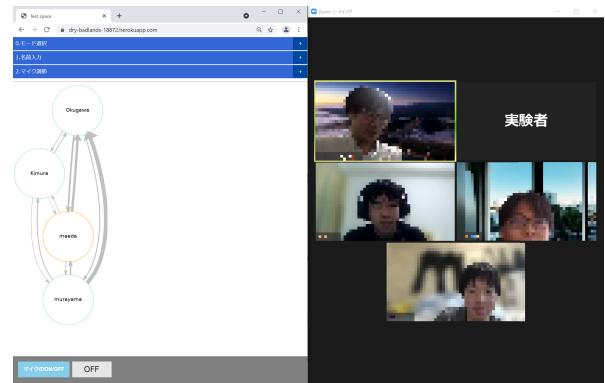 Test space
dry-badlands-18872.herokuapp.com
0.モード選択
1.名前入力
2.マイク調節
Okugawa
Kimura
maeda
murayama
マイクのON/OFF
OFF
Zoom ミーティング
実験者